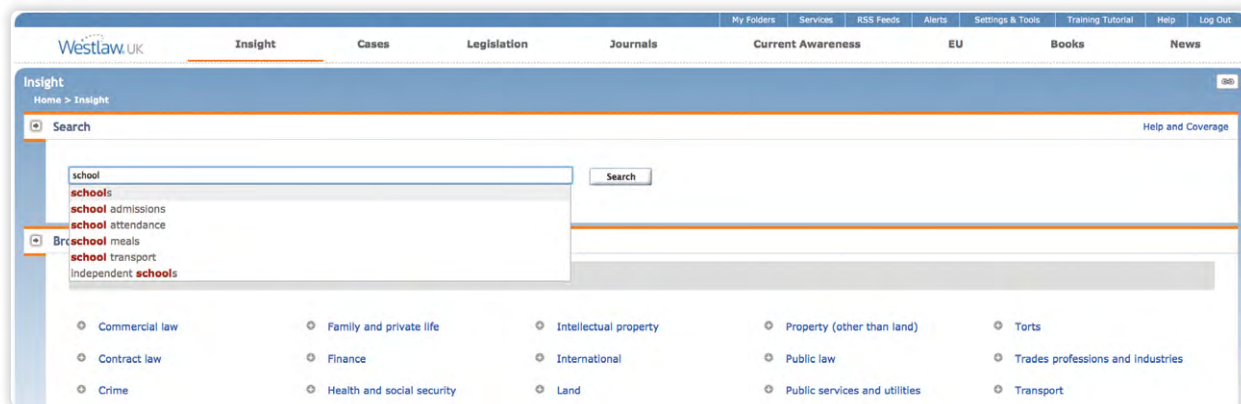 My Folders Services RSS Feeds Alerts Settings & Tools Training Tutorial Help Log Out
Westlaw UK Insight Cases Legislation Journals Current Awareness EU Books News
Insight
Home > Insight
Search Help and Coverage
school Search
schools
school admissions
school attendance
Bro school meals
school transport
independent schools
Commercial law Family and private life Intellectual property Property (other than land) Torts
Contract law Finance International Public law Trades professions and industries
Crime Health and social security Land Public services and utilities Transport